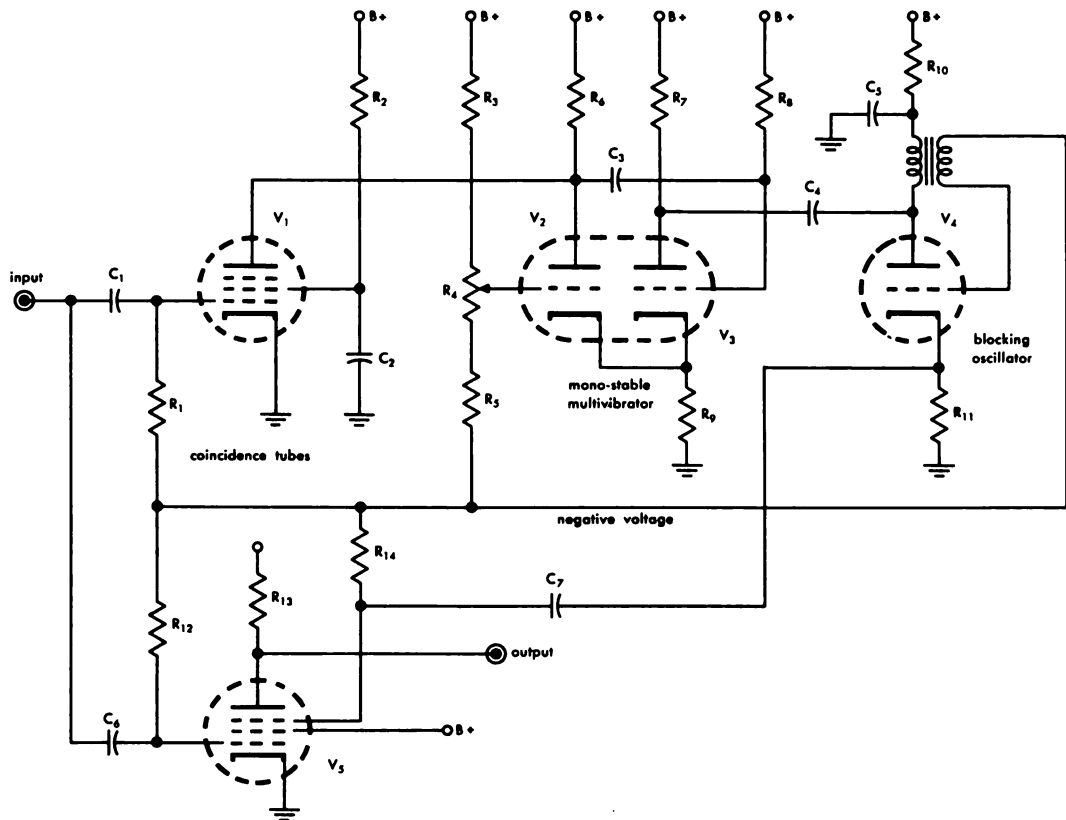 B+
B+
B+
B+
B+
B+
R2
R3
R6
R7
R8
R10
C5
C3
C4
V1
V2
V4
input
C1
R4
V3
C2
blocking
oscillator
mono-stable
multivibrator
R1
R5
R9
R11
coincidence tubes
negative voltage
R14
R13
C7
R12
output
C6
B+
V5